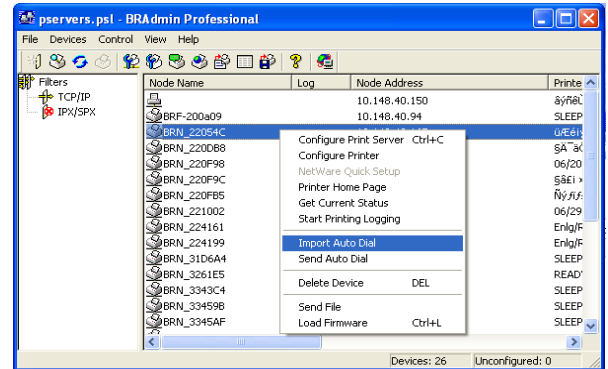 pservers.psl - BRAdmin Professional
File Devices Control View Help
Filters
TCP/IP
IPX/SPX
Node Name Log Node Address Printe
10.148.40.150
BRF-200a09 10.148.40.94 SLEEP
BRN_22054C
BRN_220DB8
BRN_220F98 06/20
BRN_220F9C
BRN_220FB5
BRN_221002 06/29
BRN_224161 Enlg/F
BRN_224199 Enlg/F
BRN_31D6A4 SLEEP
BRN_3261E5 READY
BRN_3343C4 SLEEP
BRN_33459B SLEEP
BRN_3345AF SLEEP
Configure Print Server Ctrl+C
Configure Printer
NetWare Quick Setup
Printer Home Page
Get Current Status
Start Printing Logging
Import Auto Dial
Send Auto Dial
Delete Device DEL
Send File
Load Firmware Ctrl+L
Devices: 26 Unconfigured: 0